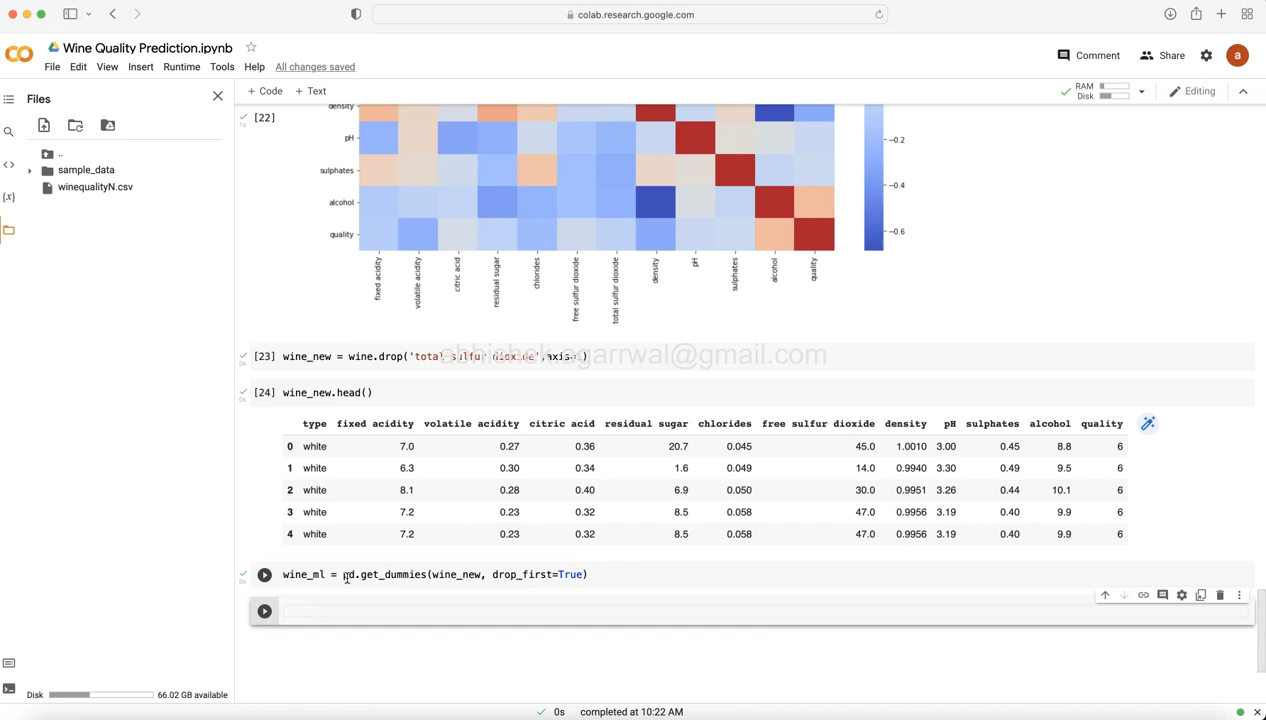 colab.research.google.com
Wine Quality Prediction.ipynb
File Edit View Insert Runtime Tools Help All changes saved
Comment Share a
Files
+ Code + Text
RAM
Disk
Editing
..
sample_data
winequalityN.csv
{x}
[22]
1s
density
pH
sulphates
alcohol
quality
−0.2
−0.4
−0.6
fixed acidity
volatile acidity
citric acid
residual sugar
chlorides
free sulfur dioxide
total sulfur dioxide
density
pH
sulphates
alcohol
quality
[23] wine_new = wine.drop('total sulfur dioxide',axis=1)
0s
abhishek.agarrwal@gmail.com
[24] wine_new.head()
0s
type fixed acidity volatile acidity citric acid residual sugar chlorides free sulfur dioxide density pH sulphates alcohol quality
0 white 7.0 0.27 0.36 20.7 0.045 45.0 1.0010 3.00 0.45 8.8 6
1 white 6.3 0.30 0.34 1.6 0.049 14.0 0.9940 3.30 0.49 9.5 6
2 white 8.1 0.28 0.40 6.9 0.050 30.0 0.9951 3.26 0.44 10.1 6
3 white 7.2 0.23 0.32 8.5 0.058 47.0 0.9956 3.19 0.40 9.9 6
4 white 7.2 0.23 0.32 8.5 0.058 47.0 0.9956 3.19 0.40 9.9 6
wine_ml = pd.get_dummies(wine_new, drop_first=True)
0s
Disk 66.02 GB available
0s completed at 10:22 AM